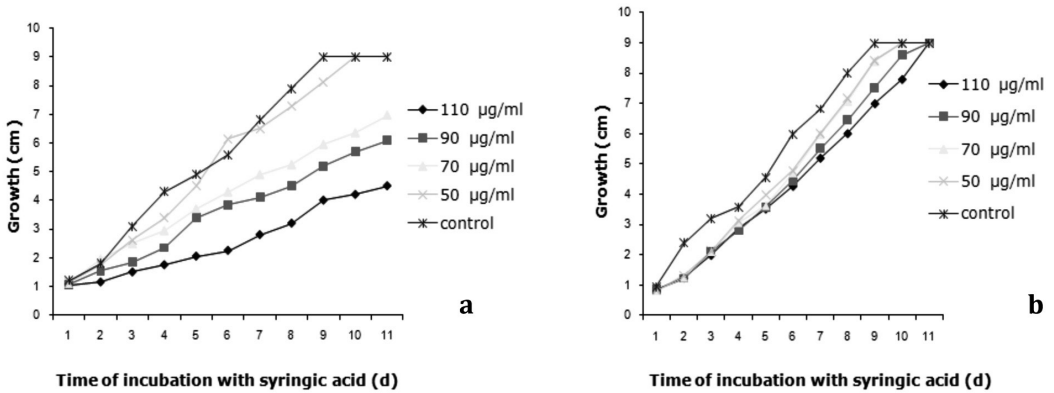 Growth (cm)
9
8
7
6
5
4
3
2
1
0
1 2 3 4 5 6 7 8 9 10 11
Time of incubation with syringic acid (d)
110 µg/ml
90 µg/ml
70 µg/ml
50 µg/ml
control
a
Growth (cm)
10
9
8
7
6
5
4
3
2
1
0
1 2 3 4 5 6 7 8 9 10 11
Time of incubation with syringic acid (d)
110 µg/ml
90 µg/ml
70 µg/ml
50 µg/ml
control
b